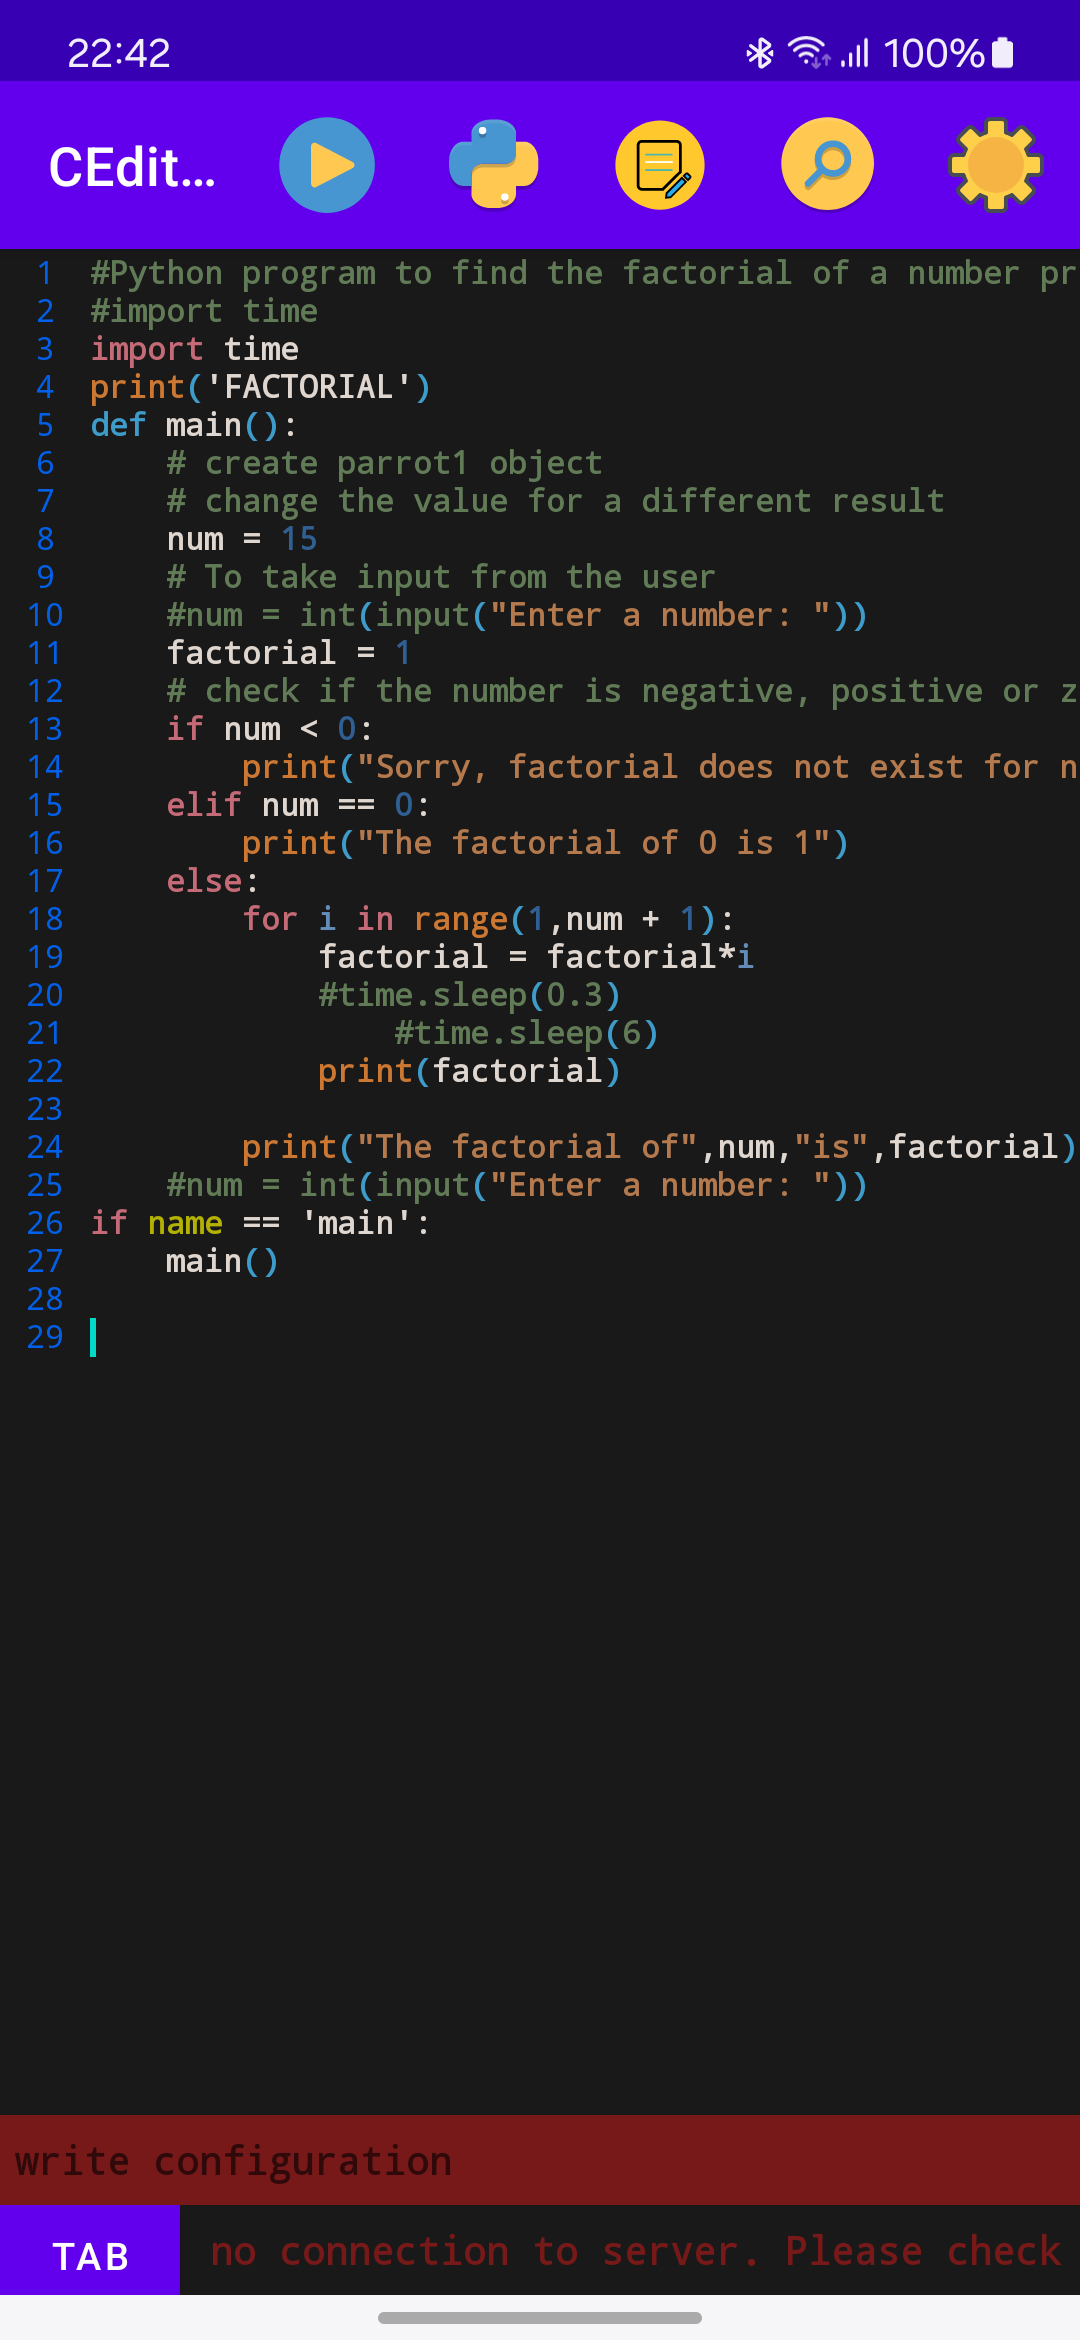 22:42
100%
CEdit...
1 #Python program to find the factorial of a number pr
2 #import time
3 import time
4 print('FACTORIAL')
5 def main():
6     # create parrot1 object
7     # change the value for a different result
8     num = 15
9     # To take input from the user
10     #num = int(input("Enter a number: "))
11     factorial = 1
12     # check if the number is negative, positive or z
13     if num < 0:
14         print("Sorry, factorial does not exist for n
15     elif num == 0:
16         print("The factorial of 0 is 1")
17     else:
18         for i in range(1,num + 1):
19             factorial = factorial*i
20             #time.sleep(0.3)
21                 #time.sleep(6)
22             print(factorial)
23
24         print("The factorial of",num,"is",factorial)
25     #num = int(input("Enter a number: "))
26 if name == 'main':
27     main()
28
29
write configuration
TAB
no connection to server. Please check